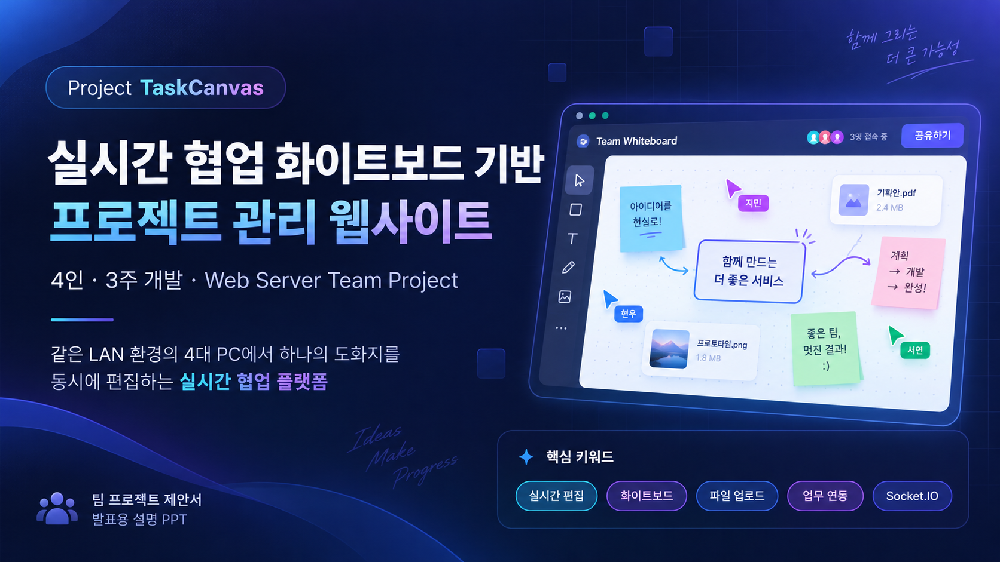 함께 그리는
더 큰 가능성
Project TaskCanvas
실시간 협업 화이트보드 기반
프로젝트 관리 웹사이트
4인 · 3주 개발 · Web Server Team Project
같은 LAN 환경의 4대 PC에서 하나의 도화지를
동시에 편집하는 실시간 협업 플랫폼
Ideas
Make
Progress
팀 프로젝트 제안서
발표용 설명 PPT
Team Whiteboard
3명 접속 중
공유하기
아이디어를
현실로!
지민
기획안.pdf
2.4 MB
함께 만드는
더 좋은 서비스
계획
→ 개발
→ 완성!
현우
프로토타입.png
1.8 MB
좋은 팀,
멋진 결과!
:)
서연
핵심 키워드
실시간 편집
화이트보드
파일 업로드
업무 연동
Socket.IO